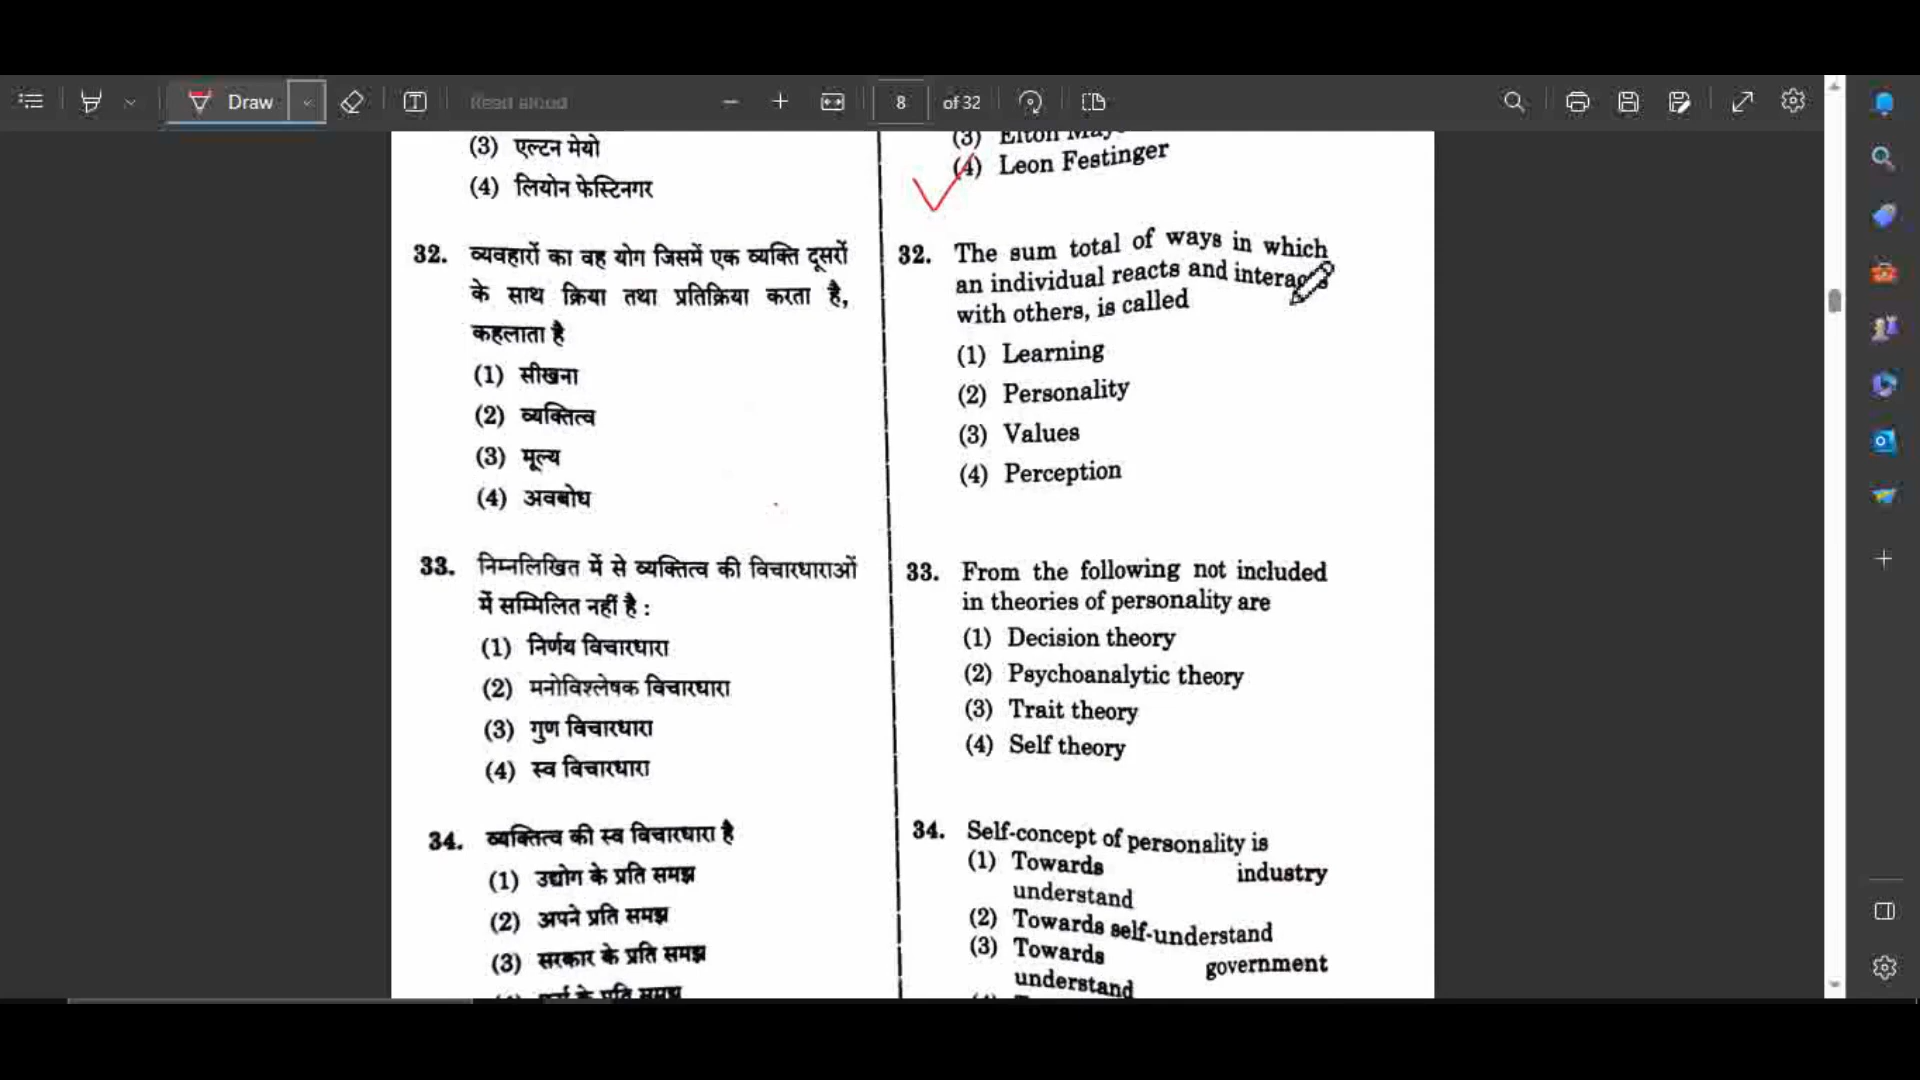 Draw
Read aloud
8
of 32
(3) एल्टन मेयो
(4) लियोन फेस्टिनगर
32. व्यवहारों का वह योग जिसमें एक व्यक्ति दूसरों
के साथ क्रिया तथा प्रतिक्रिया करता है,
कहलाता है
(1) सीखना
(2) व्यक्तित्व
(3) मूल्य
(4) अवबोध
33. निम्नलिखित में से व्यक्तित्व की विचारधाराओं
में सम्मिलित नहीं है :
(1) निर्णय विचारधारा
(2) मनोविश्लेषक विचारधारा
(3) गुण विचारधारा
(4) स्व विचारधारा
34. व्यक्तित्व की स्व विचारधारा है
(1) उद्योग के प्रति समझ
(2) अपने प्रति समझ
(3) सरकार के प्रति समझ
के प्रति समझ
(3) Elton
(4) Leon Festinger
32. The sum total of ways in which
an individual reacts and
with others, is called
(1) Learning
(2) Personality
(3) Values
(4) Perception
33. From the following not included
in theories of personality are
(1) Decision theory
(2) Psychoanalytic theory
(3) Trait theory
(4) Self theory
34. Self-concept of personality is
(1) Towards industry
understand
(2) Towards self-understand
(3) Towards government
understand